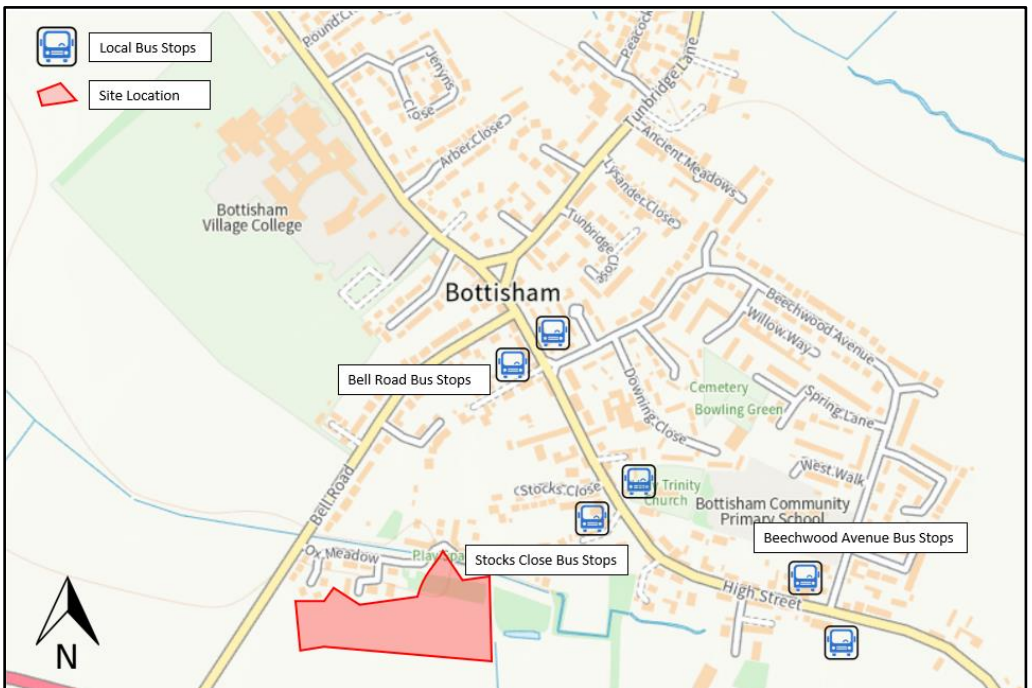 Local Bus Stops
Site Location
Pound Cl
Jenyns
Close
Peacock
Tunbridge Lane
Arber Close
Ancient Meadows
Lysander Close
Bottisham
Village College
Tunbridge
Close
Bottisham
Beechwood Avenue
Willow Way
Bell Road Bus Stops
Downing Close
Cemetery
Bowling Green
Spring Lane
West Walk
Bell Road
Stocks Close
Trinity
Church
Bottisham Community
Primary School
Beechwood Avenue Bus Stops
Ox Meadow
Play Spa
Stocks Close Bus Stops
High Street
N